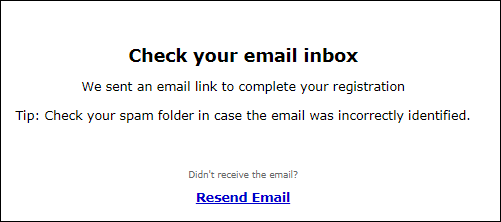 Check your email inbox
We sent an email link to complete your registration
Tip: Check your spam folder in case the email was incorrectly identified.
Didn't receive the email?
Resend Email